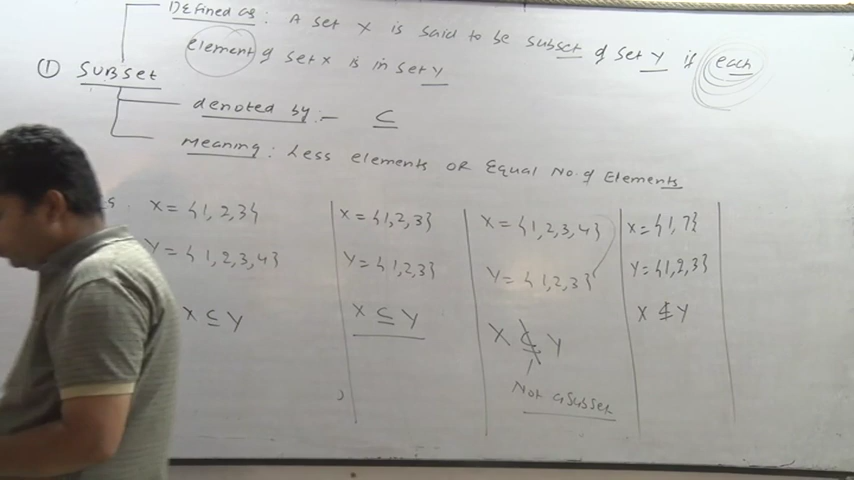 Defined as: A set X is said to be subset of set Y if each
element of set X is in set Y
① Subset
denoted by:- ⊆
Meaning: Less elements OR Equal No. of Elements
X = {1, 2, 3}
Y = {1, 2, 3, 4}
X ⊆ Y
X = {1, 2, 3}
Y = {1, 2, 3}
X ⊆ Y
X = {1, 2, 3, 4}
Y = {1, 2, 3}
X ⊈ Y
Not a subset
X = {1, 7}
Y = {1, 2, 3}
X ⊈ Y